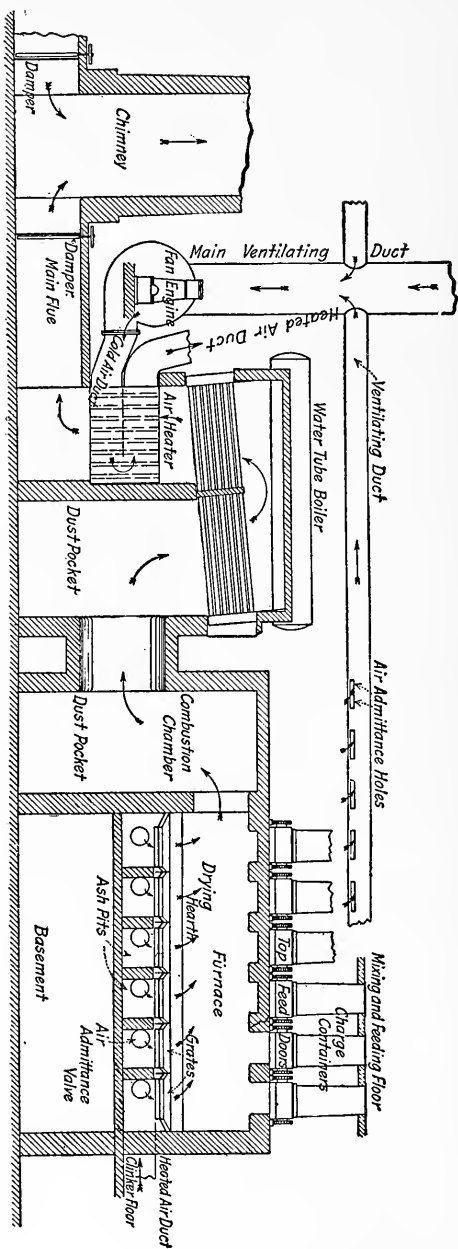 Damper
Chimney
Damper.
Main Flue
Fan Engine
Main Ventilating Duct
Cold Air Duct
Heated Air Duct
Ventilating Duct
Air Heater
Water Tube Boiler
Dust Pocket
Air Admittance Holes
Dust Pocket
Combustion
Chamber
Drying
Hearth
Furnace
Grates
Ash Pits
Air
Admittance
Valve
Basement
Top
Feed
Doors
Charge
Containers
Mixing and Feeding Floor
Heated Air Duct
Clinker Floor